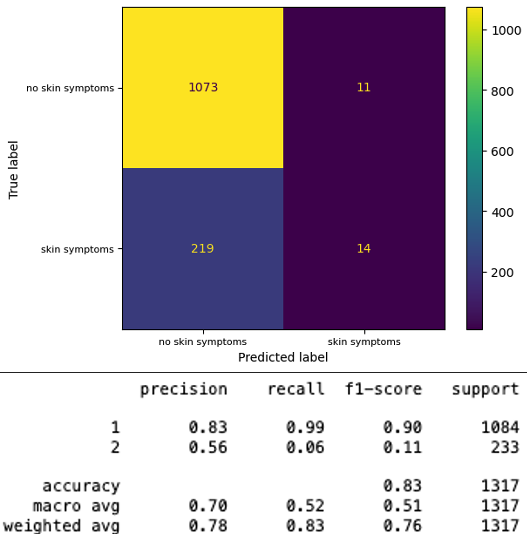 1000
no skin symptoms 1073 11
800
True label
600
400
skin symptoms 219 14
200
no skin symptoms skin symptoms
Predicted label
precision recall f1-score support
1 0.83 0.99 0.90 1084
2 0.56 0.06 0.11 233
accuracy 0.83 1317
macro avg 0.70 0.52 0.51 1317
weighted avg 0.78 0.83 0.76 1317